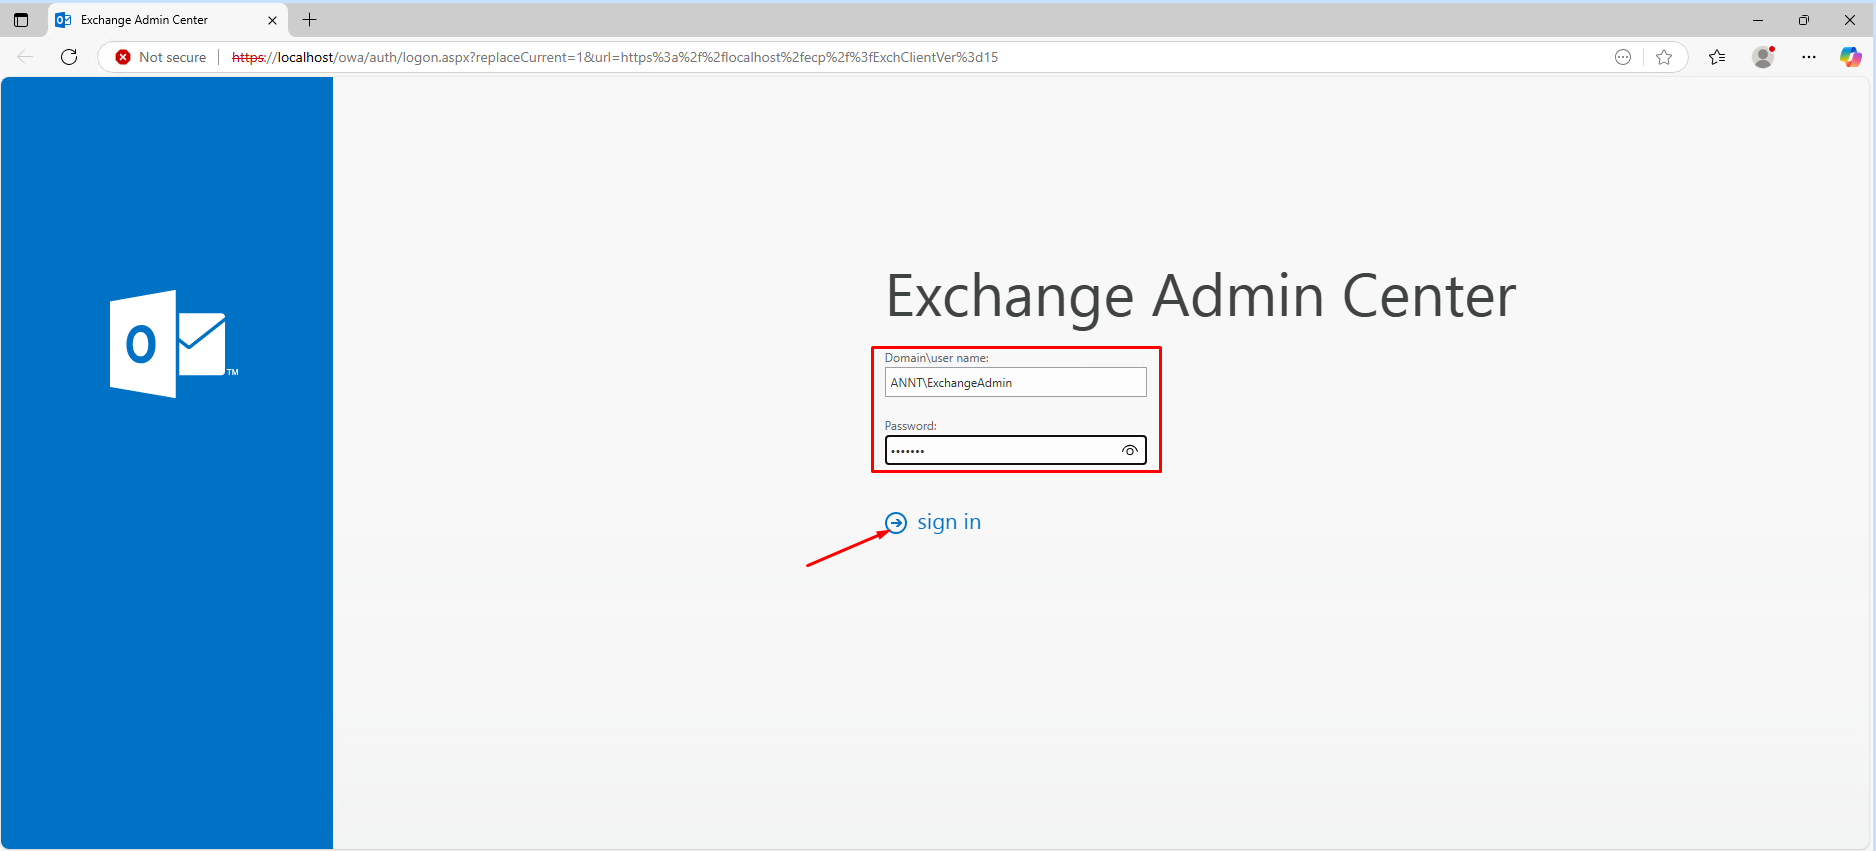 Exchange Admin Center
Not secure https://localhost/owa/auth/logon.aspx?replaceCurrent=1&url=https%3a%2f%2flocalhost%2fecp%2f%3fExchClientVer%3d15
O TM
Exchange Admin Center
Domain\user name:
ANNT\ExchangeAdmin
Password:
•••••••
sign in